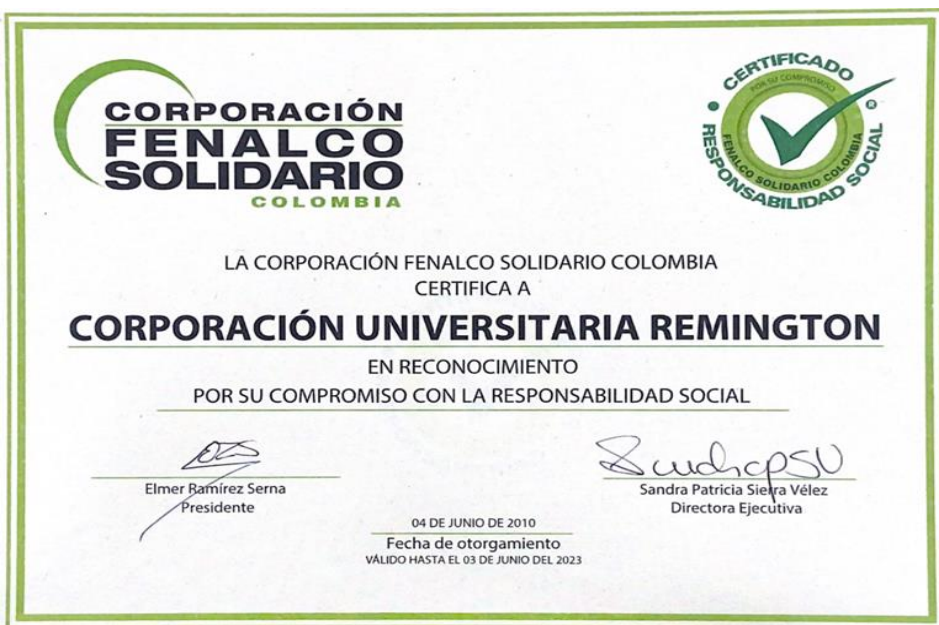 CORPORACIÓN
FENALCO
SOLIDARIO
COLOMBIA
CERTIFICADO
POR SU COMPROMISO
RESPONSABILIDAD SOCIAL
FENALCO SOLIDARIO COLOMBIA
®
LA CORPORACIÓN FENALCO SOLIDARIO COLOMBIA
CERTIFICA A
CORPORACIÓN UNIVERSITARIA REMINGTON
EN RECONOCIMIENTO
POR SU COMPROMISO CON LA RESPONSABILIDAD SOCIAL
Elmer Ramírez Serna
Presidente
Sandra Patricia Sierra Vélez
Directora Ejecutiva
04 DE JUNIO DE 2010
Fecha de otorgamiento
VÁLIDO HASTA EL 03 DE JUNIO DEL 2023